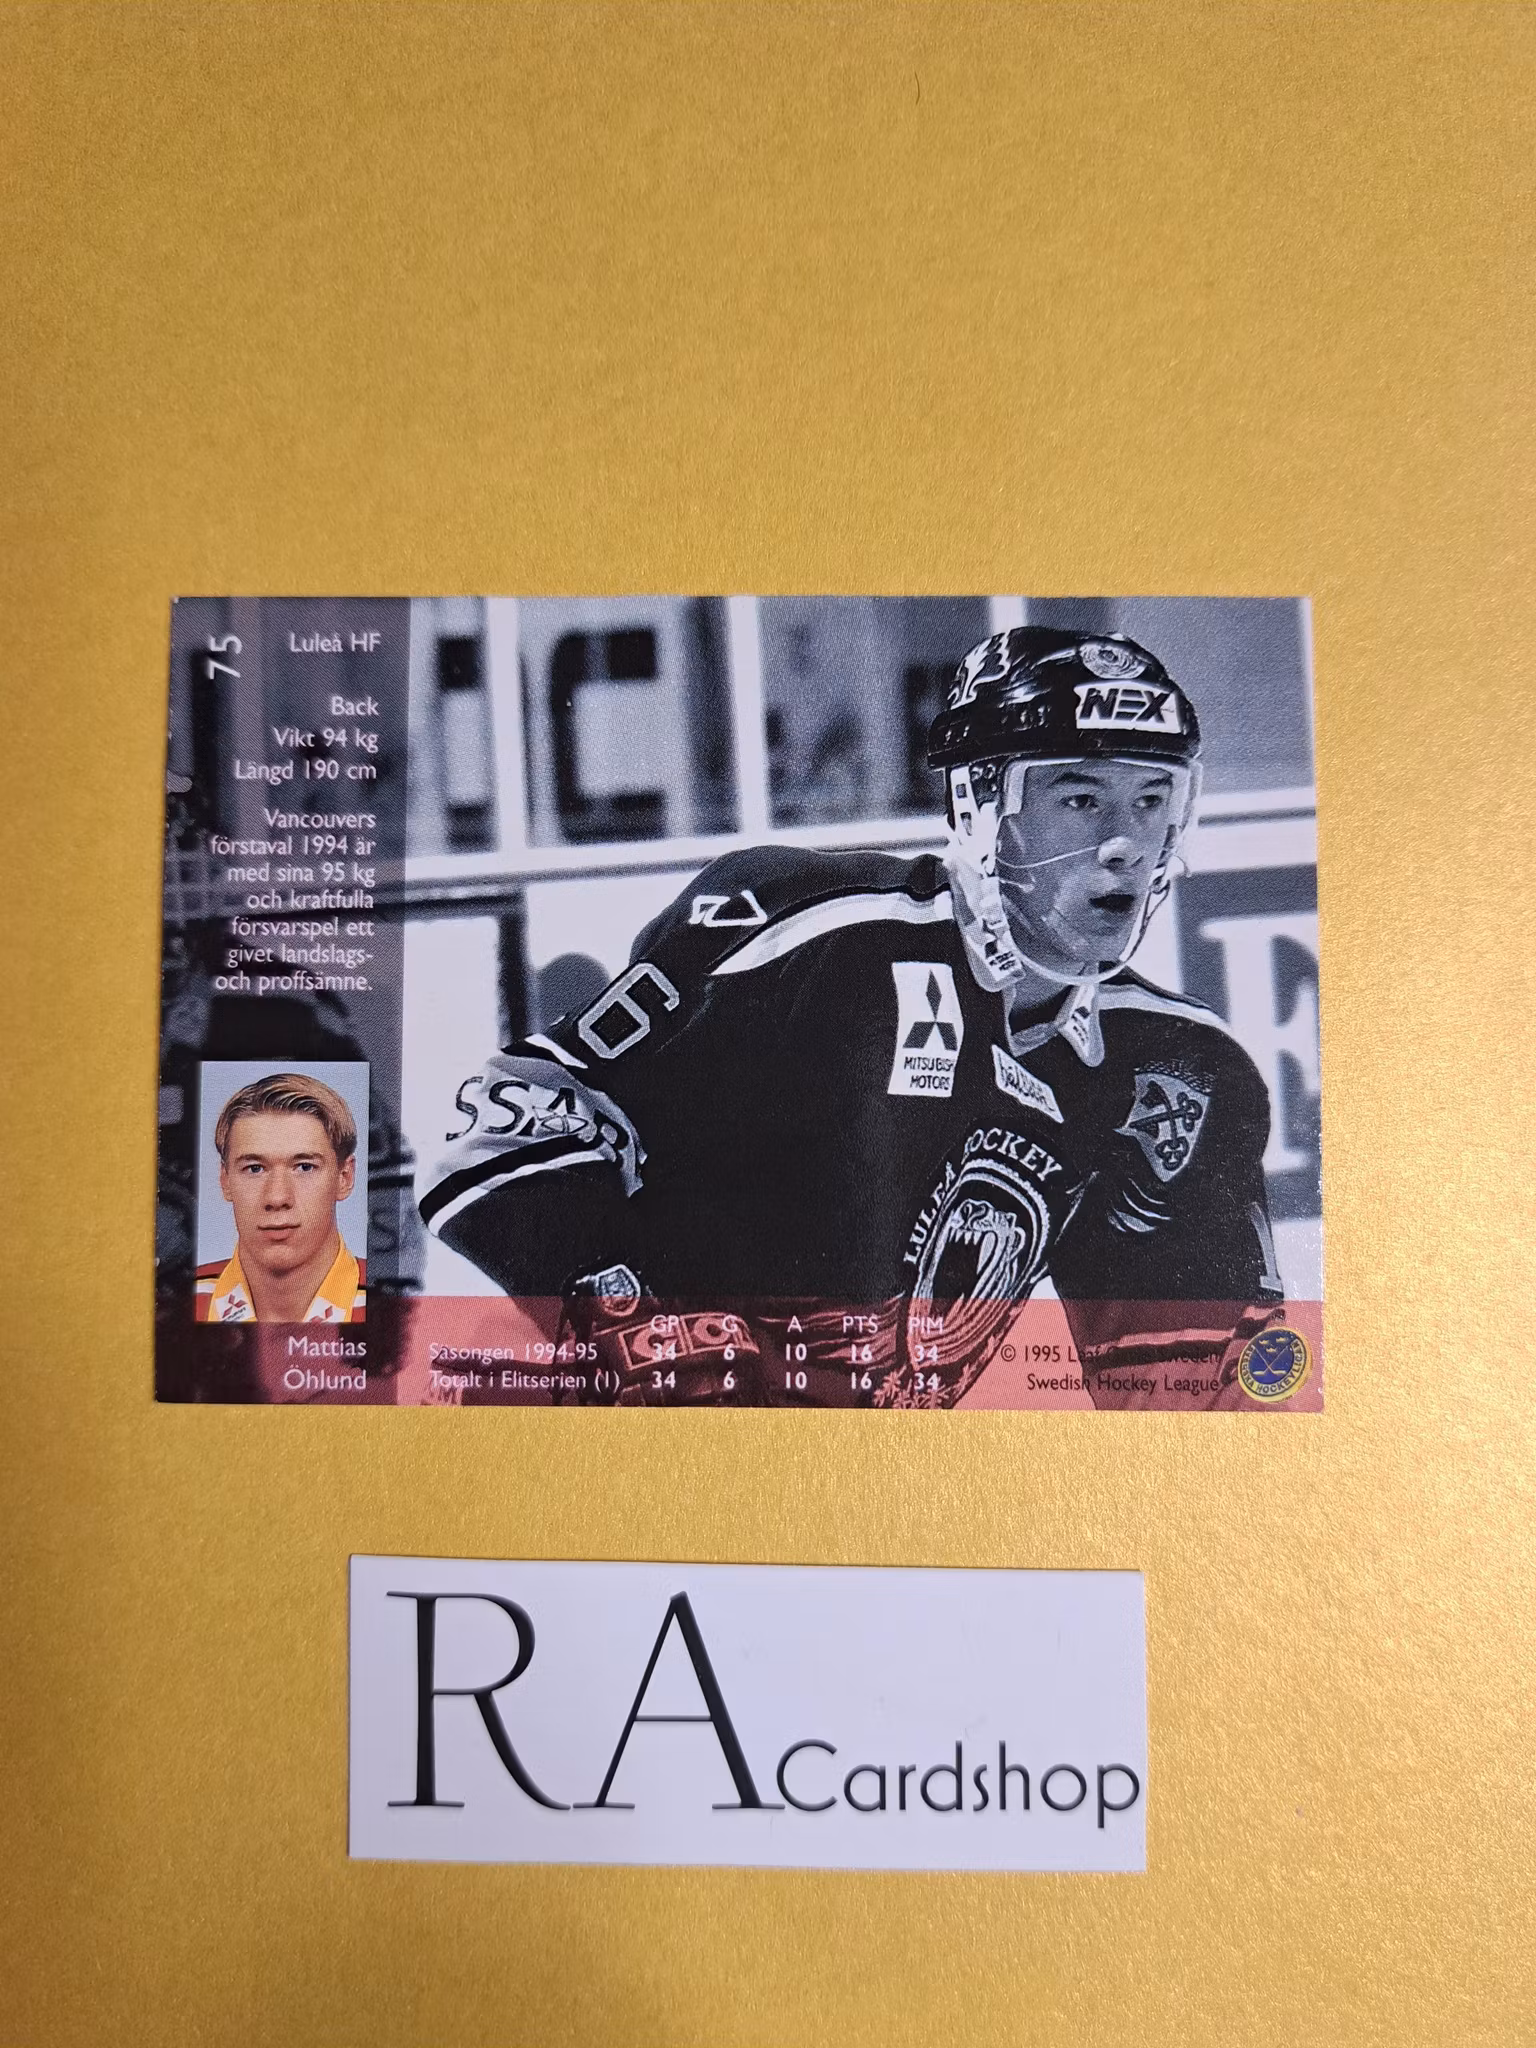 75
Luleå HF
Back
Vikt 94 kg
Längd 190 cm
Vancouvers
förstaval 1994 är
med sina 95 kg
och kraftfulla
försvarspel ett
givet landslags-
och proffsämne.
Mattias
Öhlund
NEX
MITSUBISHI
MOTORS
LULEÅ HOCKEY
GP G A PTS PIM
Säsongen 1994-95 34 6 10 16 34
Totalt i Elitserien (1) 34 6 10 16 34
© 1995 Leaf Sweden
Swedish Hockey League
RA Cardshop